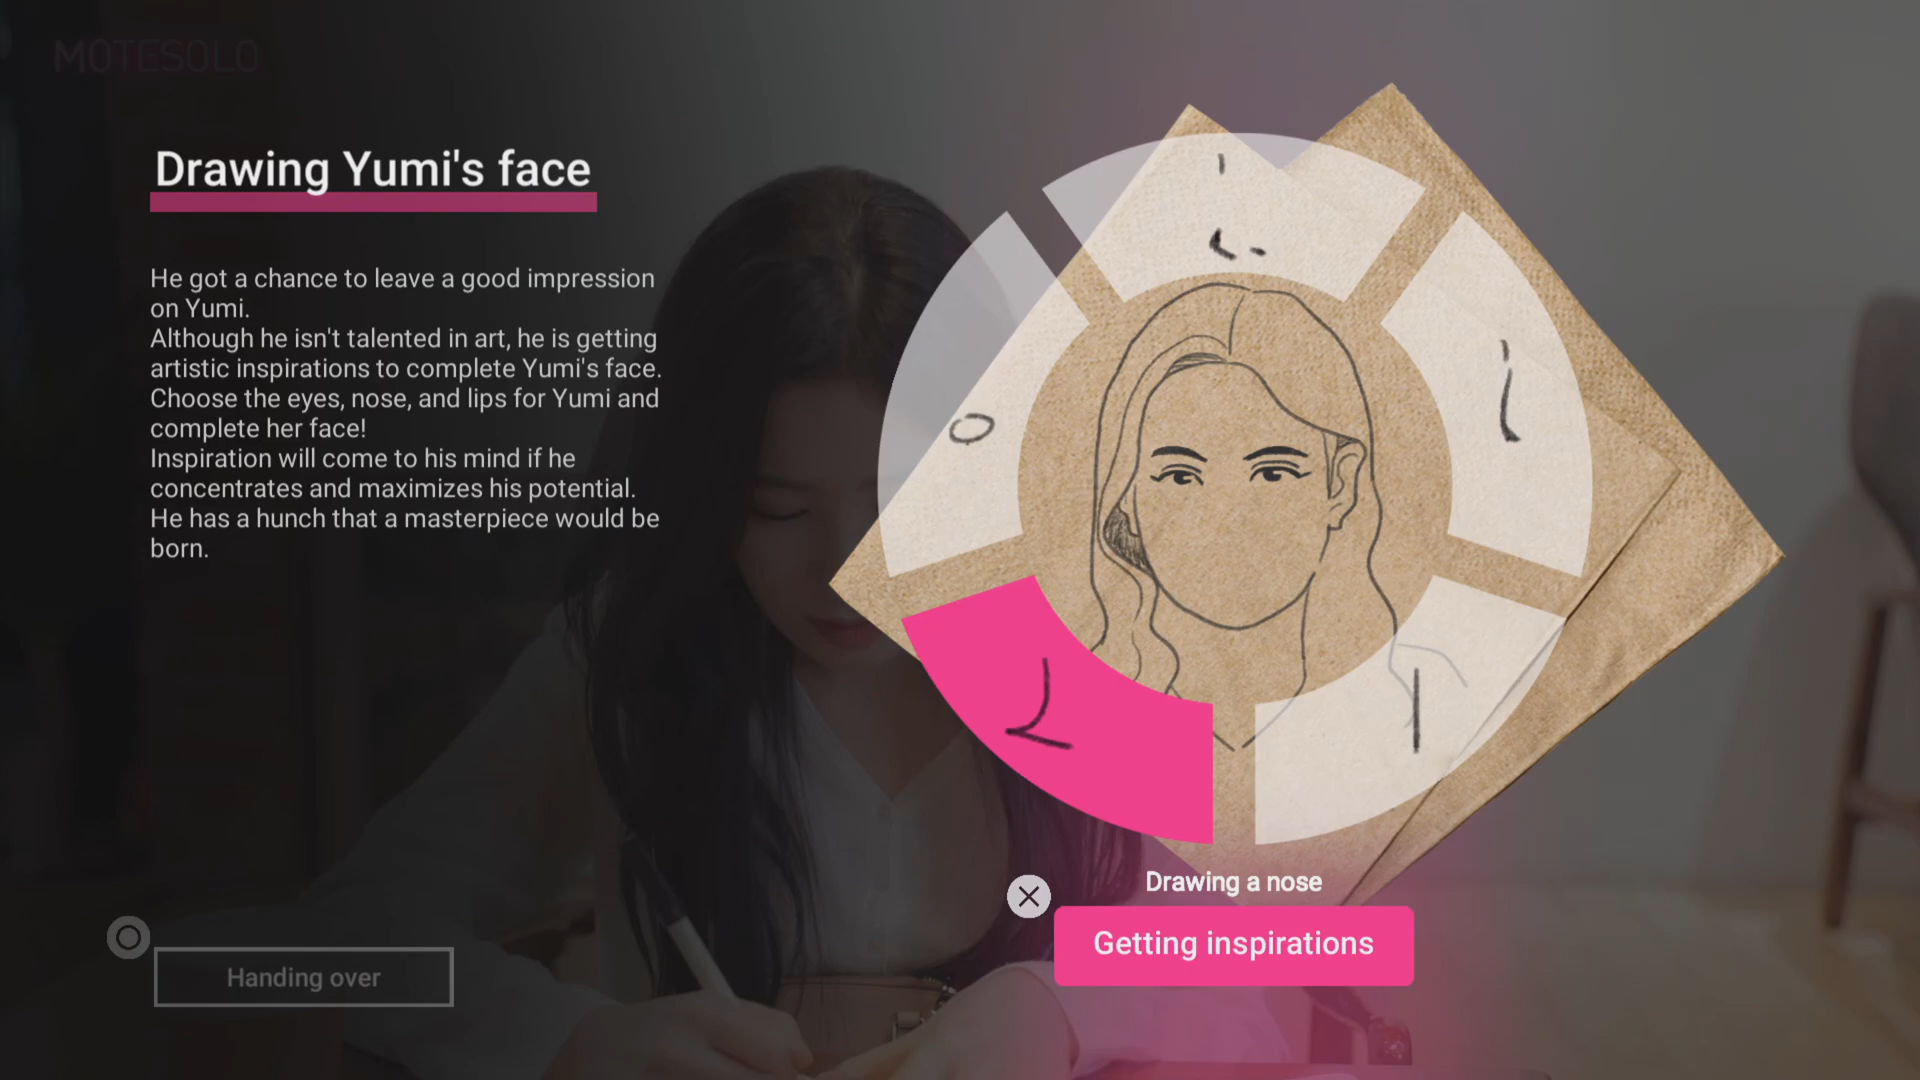 MOTESOLO
Drawing Yumi's face
He got a chance to leave a good impression
on Yumi.
Although he isn't talented in art, he is getting
artistic inspirations to complete Yumi's face.
Choose the eyes, nose, and lips for Yumi and
complete her face!
Inspiration will come to his mind if he
concentrates and maximizes his potential.
He has a hunch that a masterpiece would be
born.
Drawing a nose
Getting inspirations
Handing over